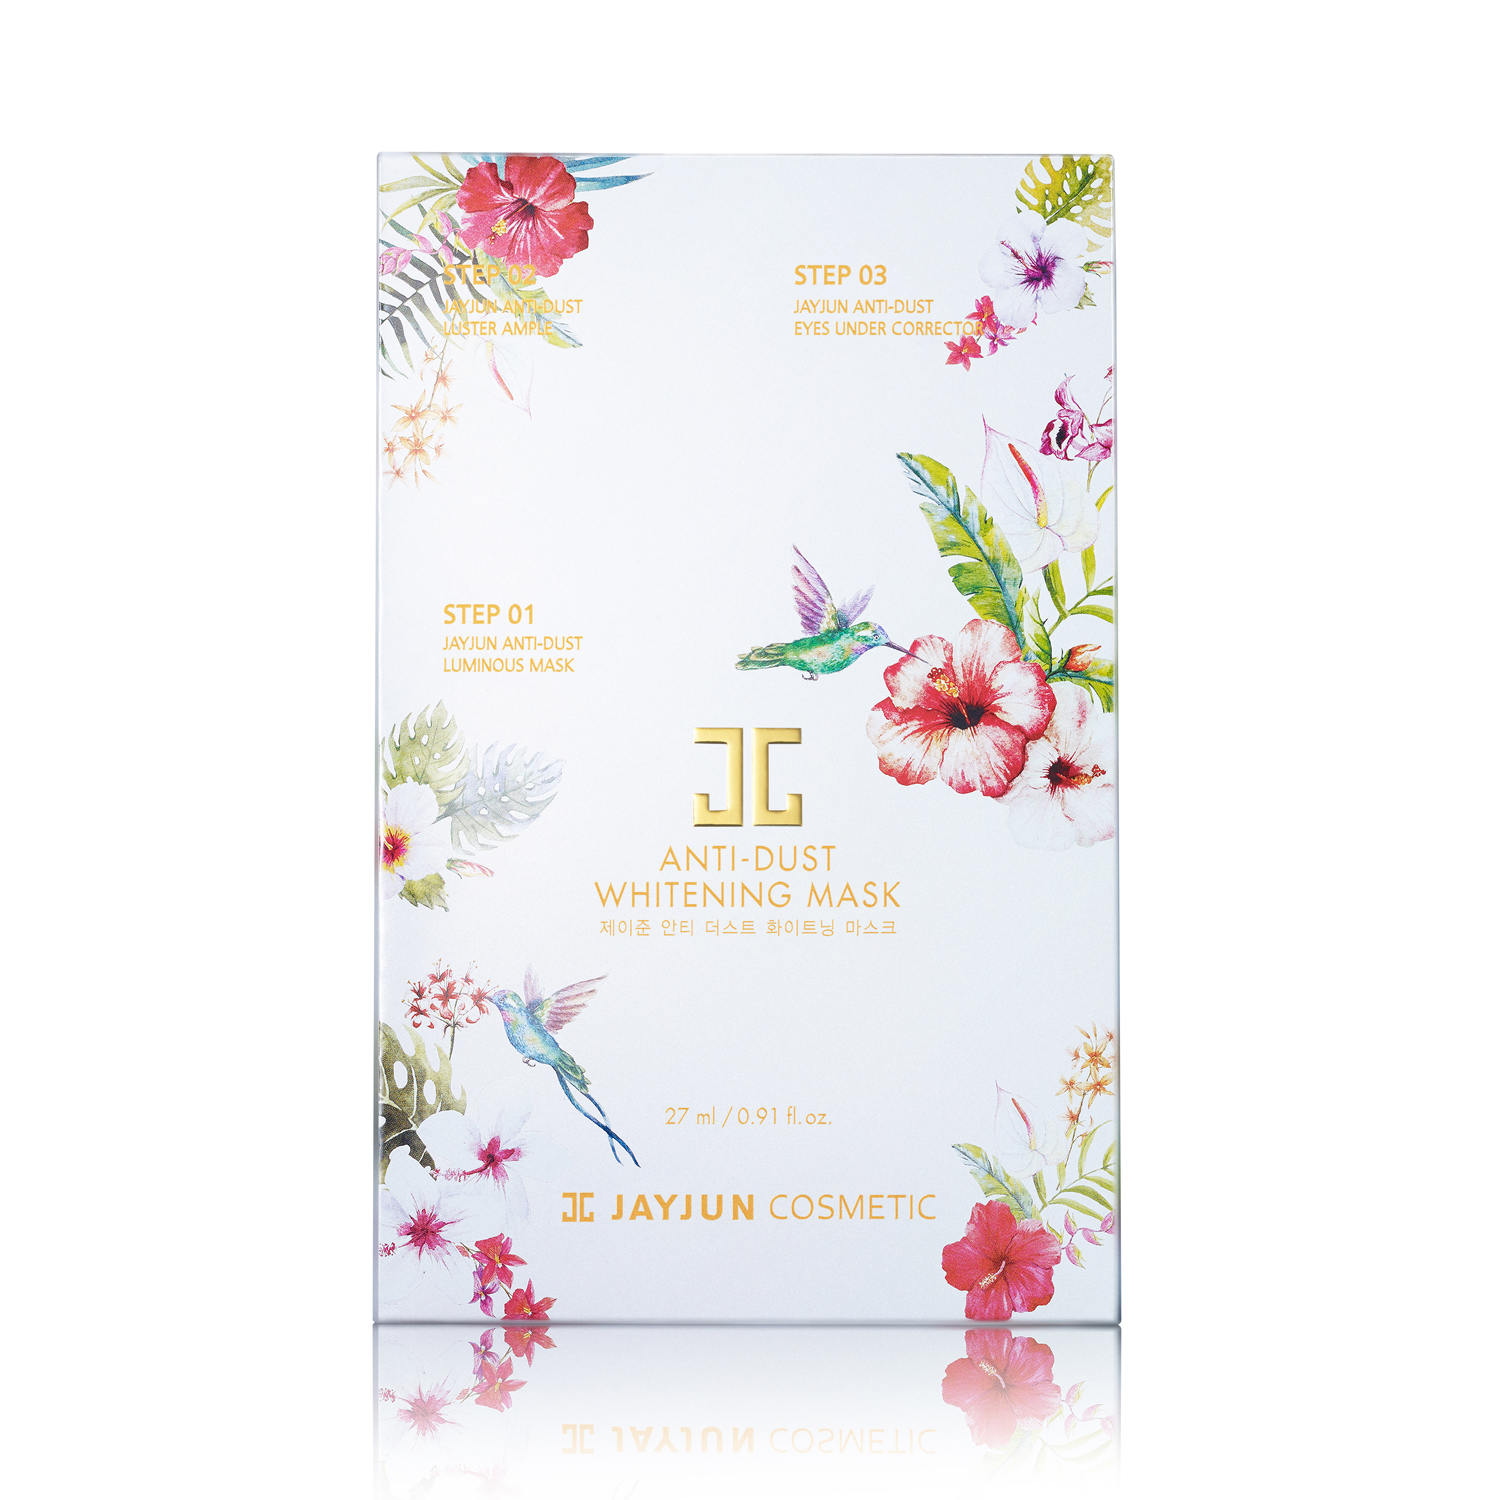 STEP 02
JAYJUN ANTI-DUST
LUSTER AMPLE
STEP 03
JAYJUN ANTI-DUST
EYES UNDER CORRECTOR
STEP 01
JAYJUN ANTI-DUST
LUMINOUS MASK
ANTI-DUST
WHITENING MASK
제이준 안티 더스트 화이트닝 마스크
27 ml / 0.91 fl. oz.
JAYJUN COSMETIC